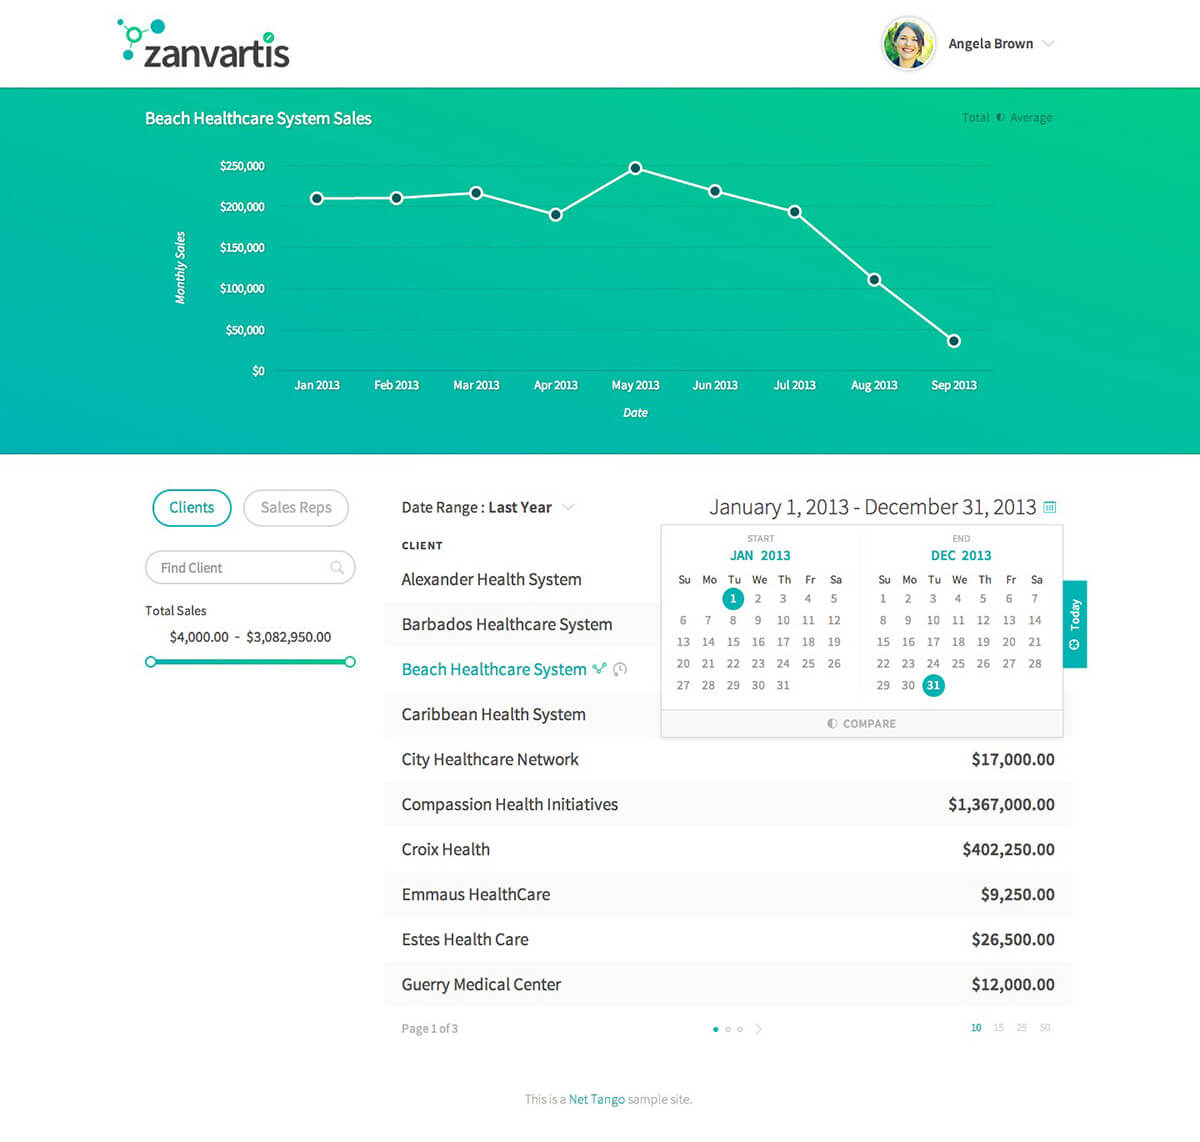 zanvartis
Angela Brown
Beach Healthcare System Sales
Total Average
$250,000
$200,000
$150,000
$100,000
$50,000
$0
Monthly Sales
Jan 2013 Feb 2013 Mar 2013 Apr 2013 May 2013 Jun 2013 Jul 2013 Aug 2013 Sep 2013
Date
Clients Sales Reps
Find Client
Total Sales
$4,000.00 - $3,082,950.00
Date Range : Last Year
January 1, 2013 - December 31, 2013
CLIENT
Alexander Health System
Barbados Healthcare System
Beach Healthcare System
Caribbean Health System
START
JAN 2013
Su Mo Tu We Th Fr Sa
1 2 3 4 5
6 7 8 9 10 11 12
13 14 15 16 17 18 19
20 21 22 23 24 25 26
27 28 29 30 31
END
DEC 2013
Su Mo Tu We Th Fr Sa
1 2 3 4 5 6 7
8 9 10 11 12 13 14
15 16 17 18 19 20 21
22 23 24 25 26 27 28
29 30 31
Today
COMPARE
City Healthcare Network $17,000.00
Compassion Health Initiatives $1,367,000.00
Croix Health $402,250.00
Emmaus HealthCare $9,250.00
Estes Health Care $26,500.00
Guerry Medical Center $12,000.00
Page 1 of 3
10 15 25 50
This is a Net Tango sample site.